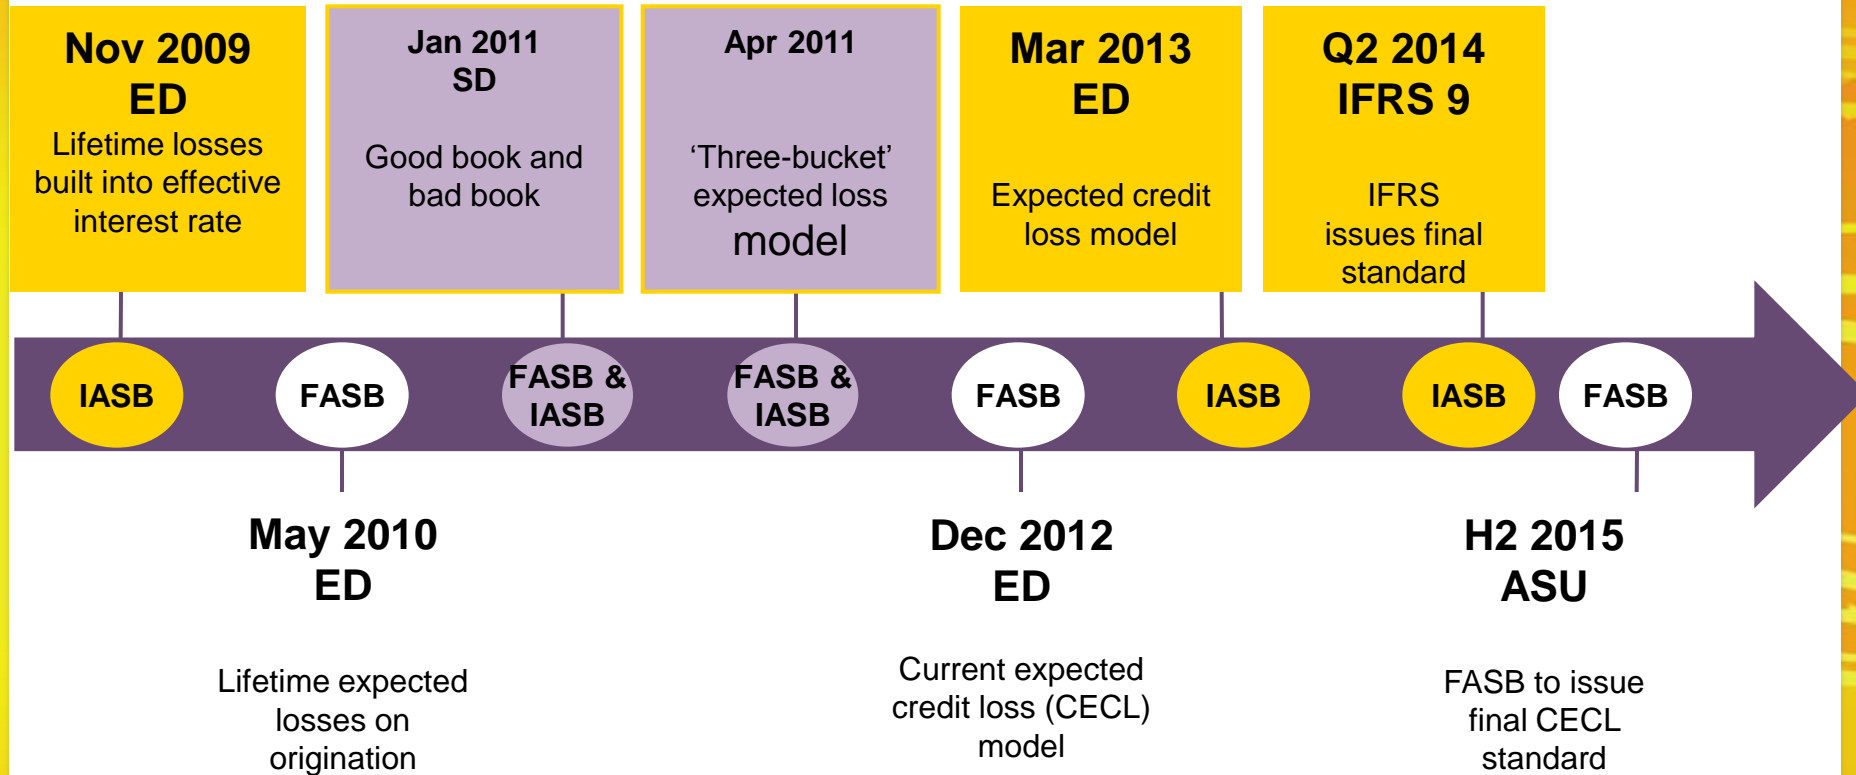 Nov 2009
ED
Lifetime losses
built into effective
interest rate
Jan 2011
SD
Good book and
bad book
Apr 2011
‘Three-bucket’
expected loss
model
Mar 2013
ED
Expected credit
loss model
Q2 2014
IFRS 9
IFRS
issues final
standard
IASB
FASB
FASB &
IASB
FASB &
IASB
FASB
IASB
IASB
FASB
May 2010
ED
Lifetime expected
losses on
origination
Dec 2012
ED
Current expected
credit loss (CECL)
model
H2 2015
ASU
FASB to issue
final CECL
standard